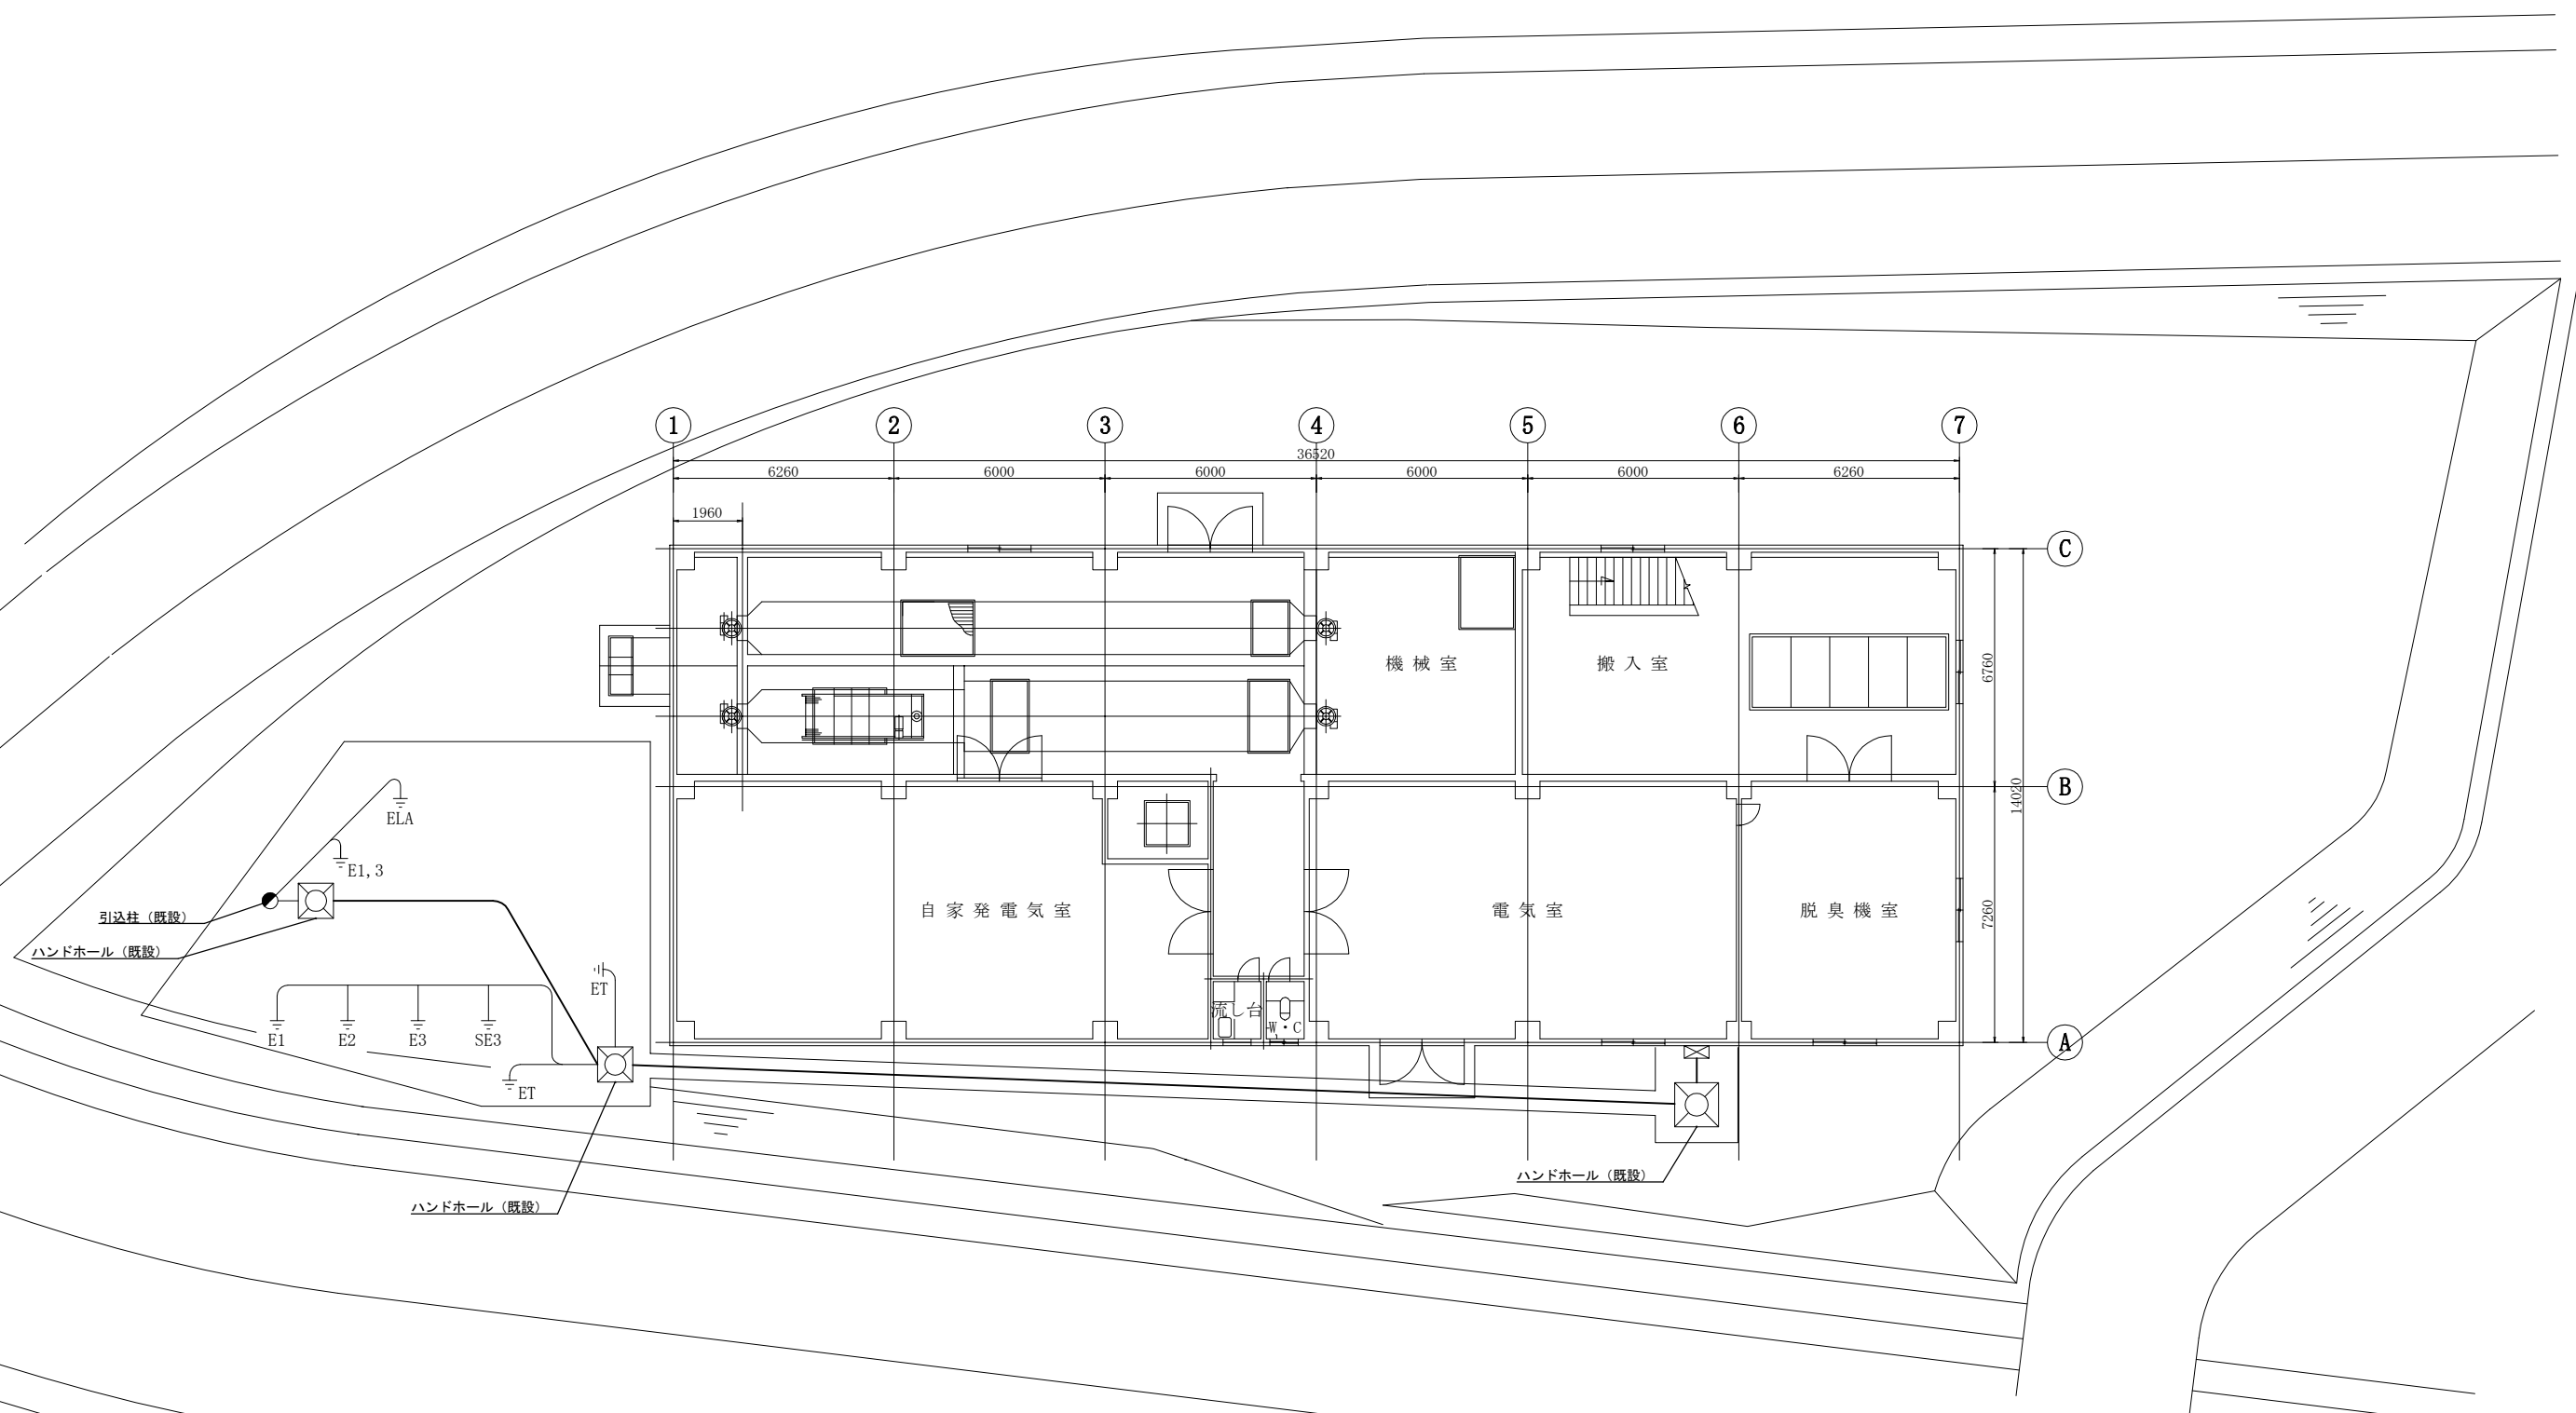 1 2 3 4 5 6 7
36520
6260 6000 6000 6000 6000 6260
1960
C
機械室 搬入室
6760
B
14020
ELA
E1,3
引込柱（既設）
自家発電気室 電気室 脱臭機室
7260
ハンドホール（既設）
ET
流し台
W・C
E1 E2 E3 SE3
A
ET
ハンドホール（既設）
ハンドホール（既設）